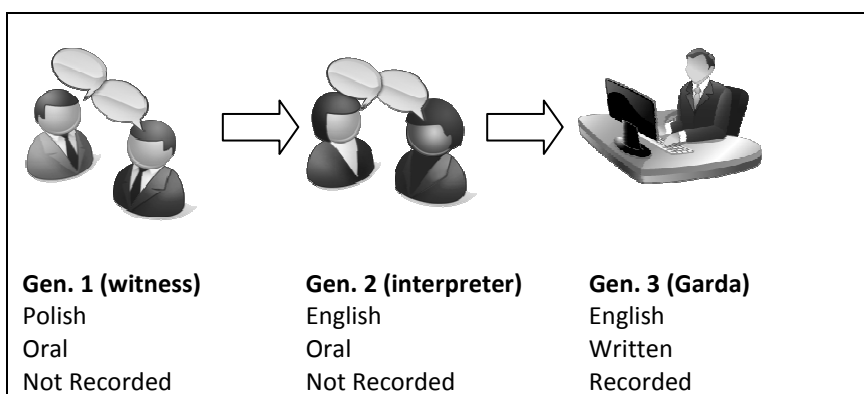 Gen. 1 (witness)
Polish
Oral
Not Recorded
Gen. 2 (interpreter)
English
Oral
Not Recorded
Gen. 3 (Garda)
English
Written
Recorded